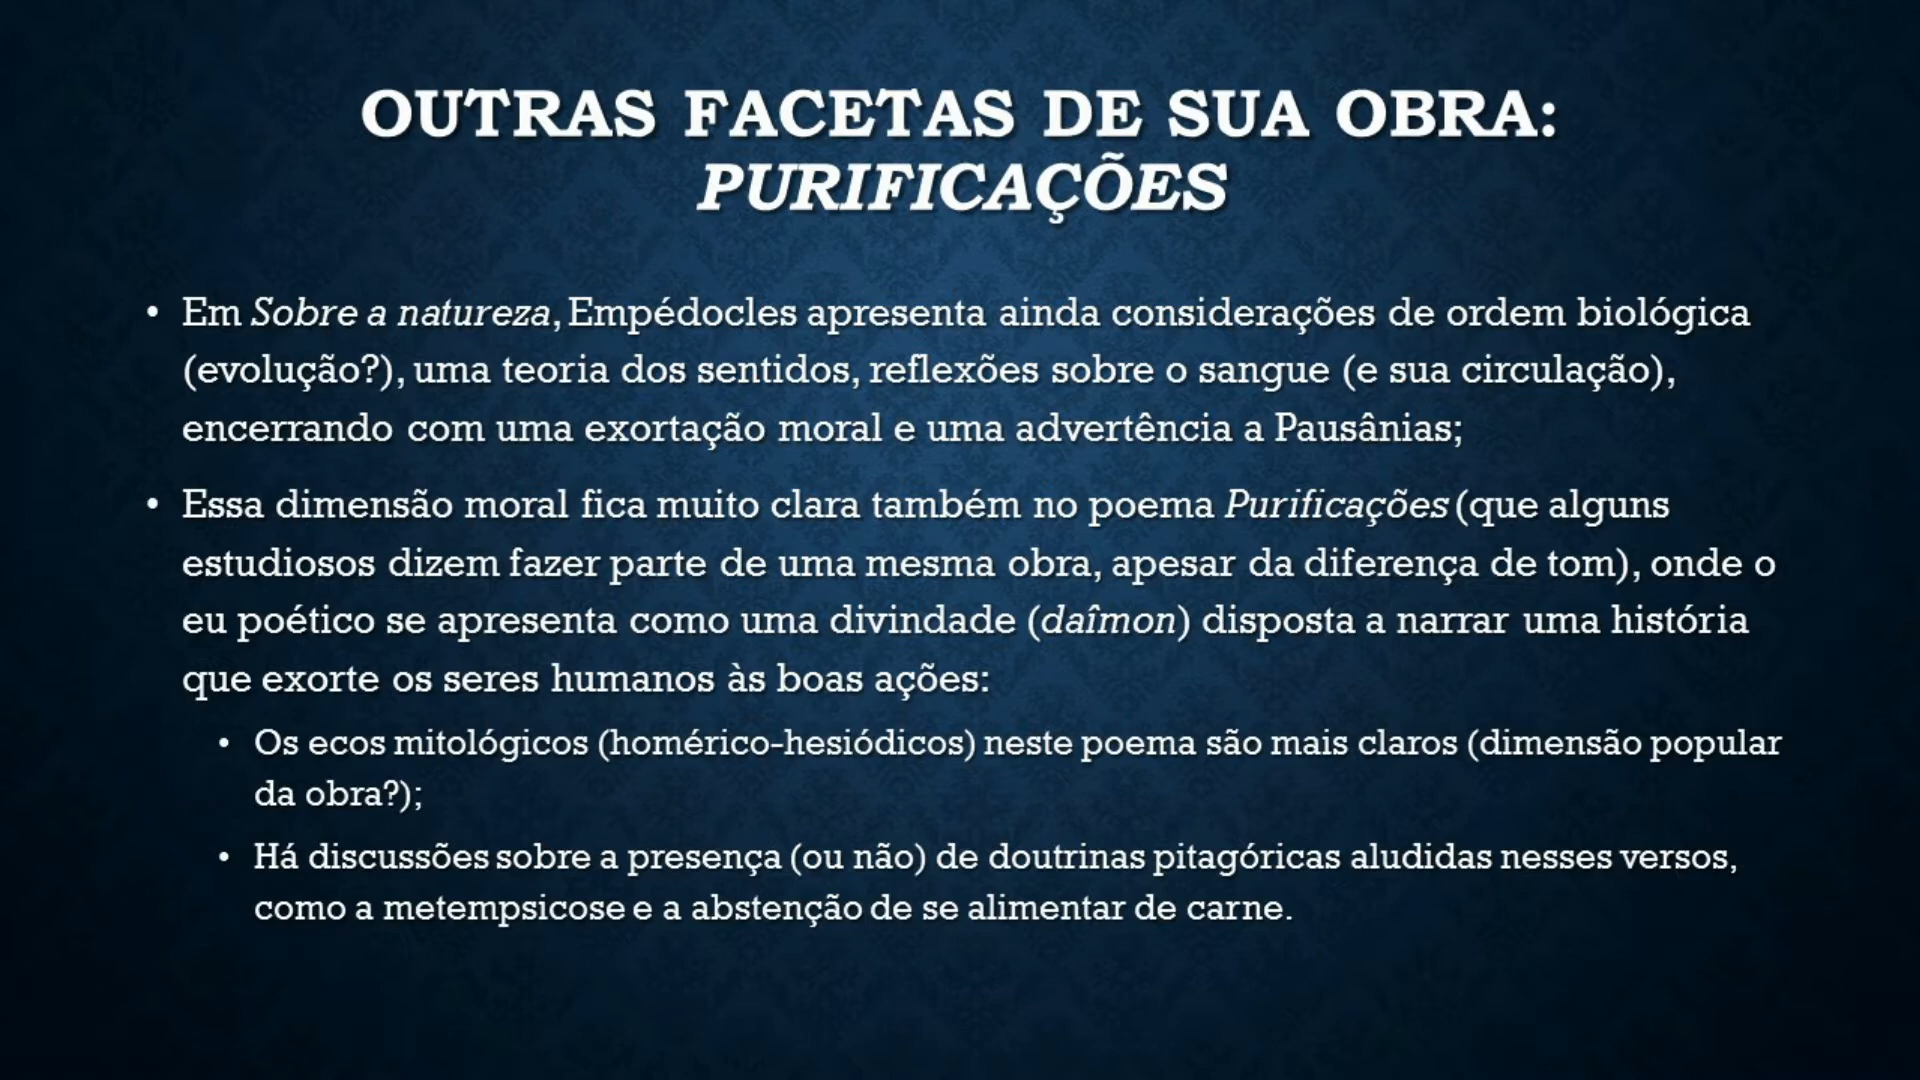 OUTRAS FACETAS DE SUA OBRA:
PURIFICAÇÕES
• Em Sobre a natureza, Empédocles apresenta ainda considerações de ordem biológica
(evolução?), uma teoria dos sentidos, reflexões sobre o sangue (e sua circulação),
encerrando com uma exortação moral e uma advertência a Pausânias;
• Essa dimensão moral fica muito clara também no poema Purificações (que alguns
estudiosos dizem fazer parte de uma mesma obra, apesar da diferença de tom), onde o
eu poético se apresenta como uma divindade (daîmon) disposta a narrar uma história
que exorte os seres humanos às boas ações:
• Os ecos mitológicos (homérico-hesiódicos) neste poema são mais claros (dimensão popular
da obra?);
• Há discussões sobre a presença (ou não) de doutrinas pitagóricas aludidas nesses versos,
como a metempsicose e a abstenção de se alimentar de carne.